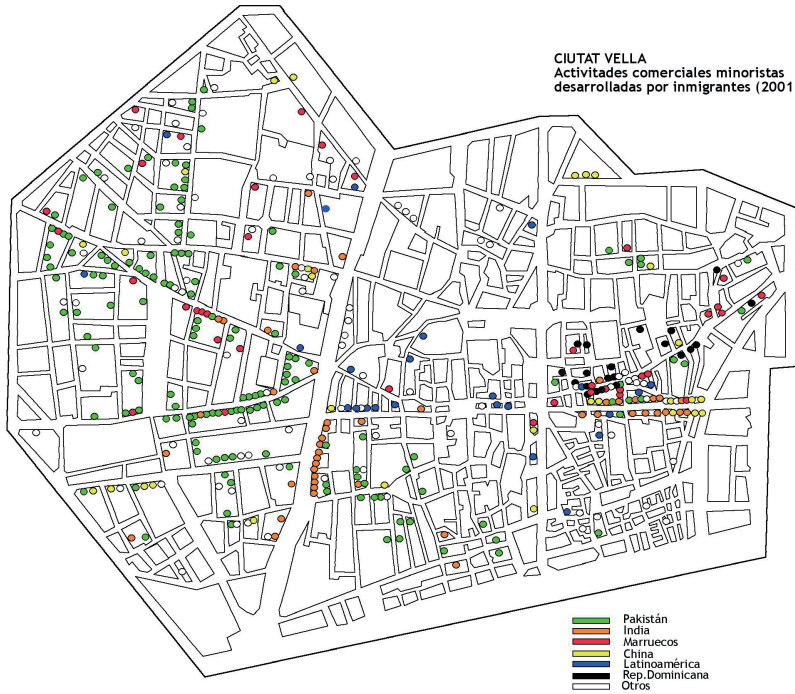 CIUTAT VELLA
Activitades comerciales minoristas
desarrolladas por inmigrantes (2001
Pakistán
India
Marruecos
China
Latinoamérica
Rep.Dominicana
Otros